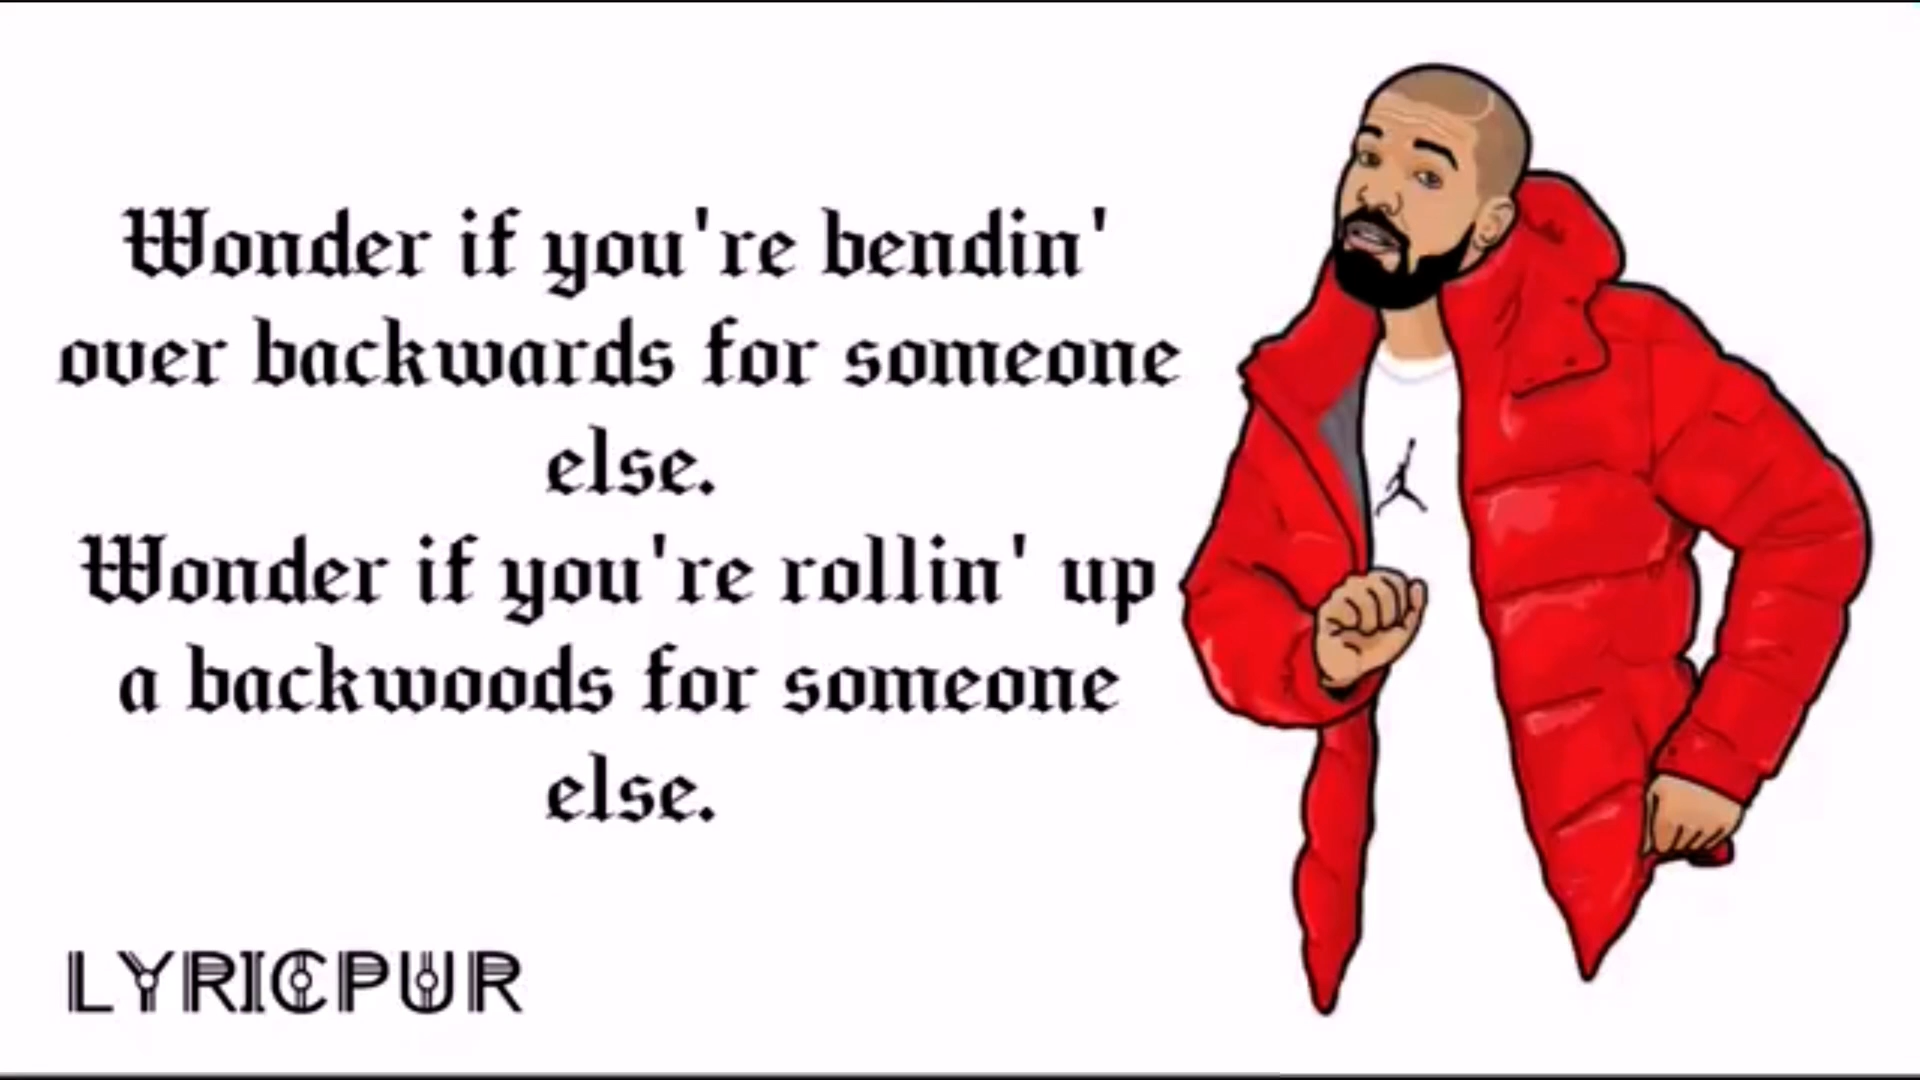 Wonder if you're bendin'
over backwards for someone
else.
Wonder if you're rollin' up
a backwoods for someone
else.
LYRICPUR